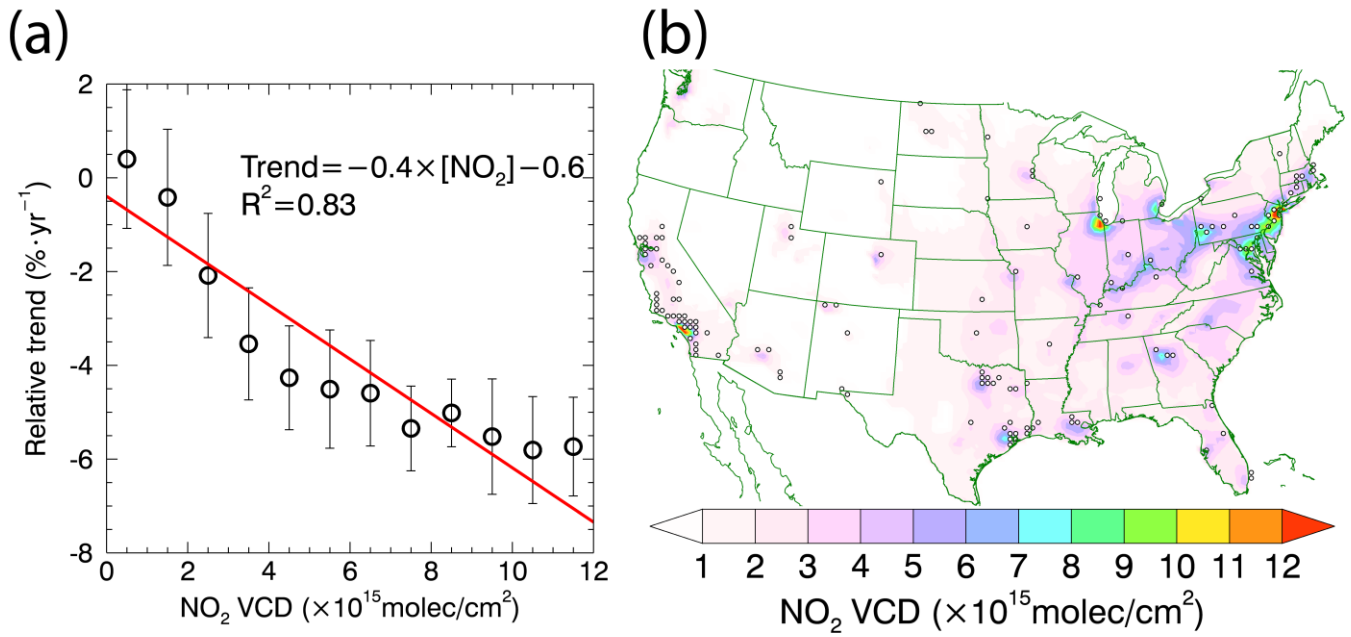 (a)
(b)
2
0
-2
-4
-6
-8
Relative trend (%·yr⁻¹)
Trend=−0.4×[NO₂]−0.6
R²=0.83
0 2 4 6 8 10 12
NO₂ VCD (×10¹⁵molec/cm²)
1 2 3 4 5 6 7 8 9 10 11 12
NO₂ VCD (×10¹⁵molec/cm²)